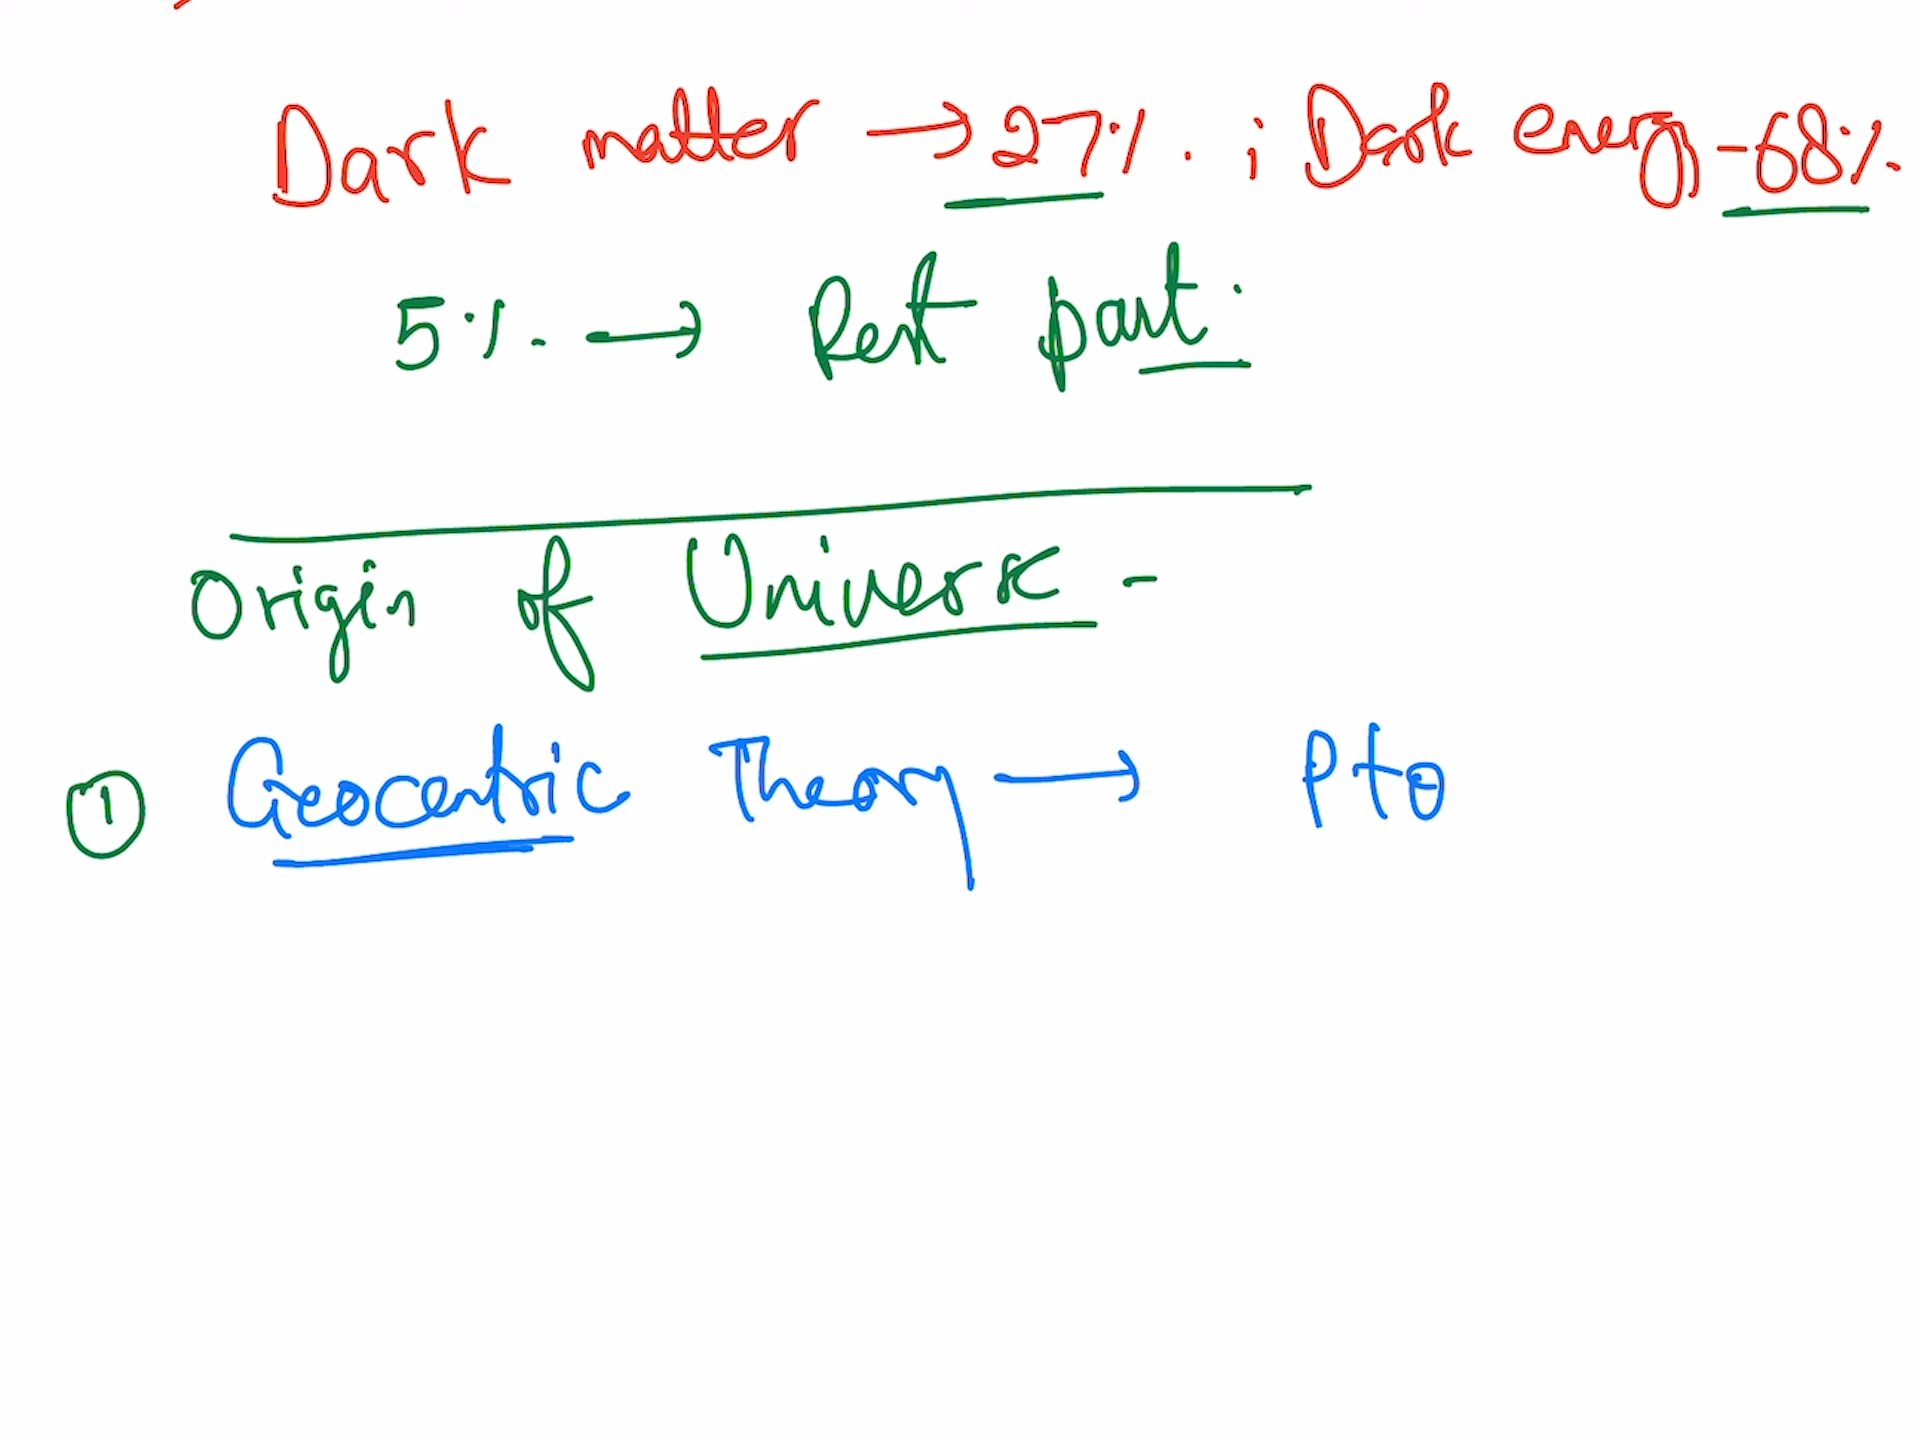 Dark matter → 27% ; Dark energy - 68%
5% → Rest part.
Origin of Universe -
① Geocentric Theory → Pto